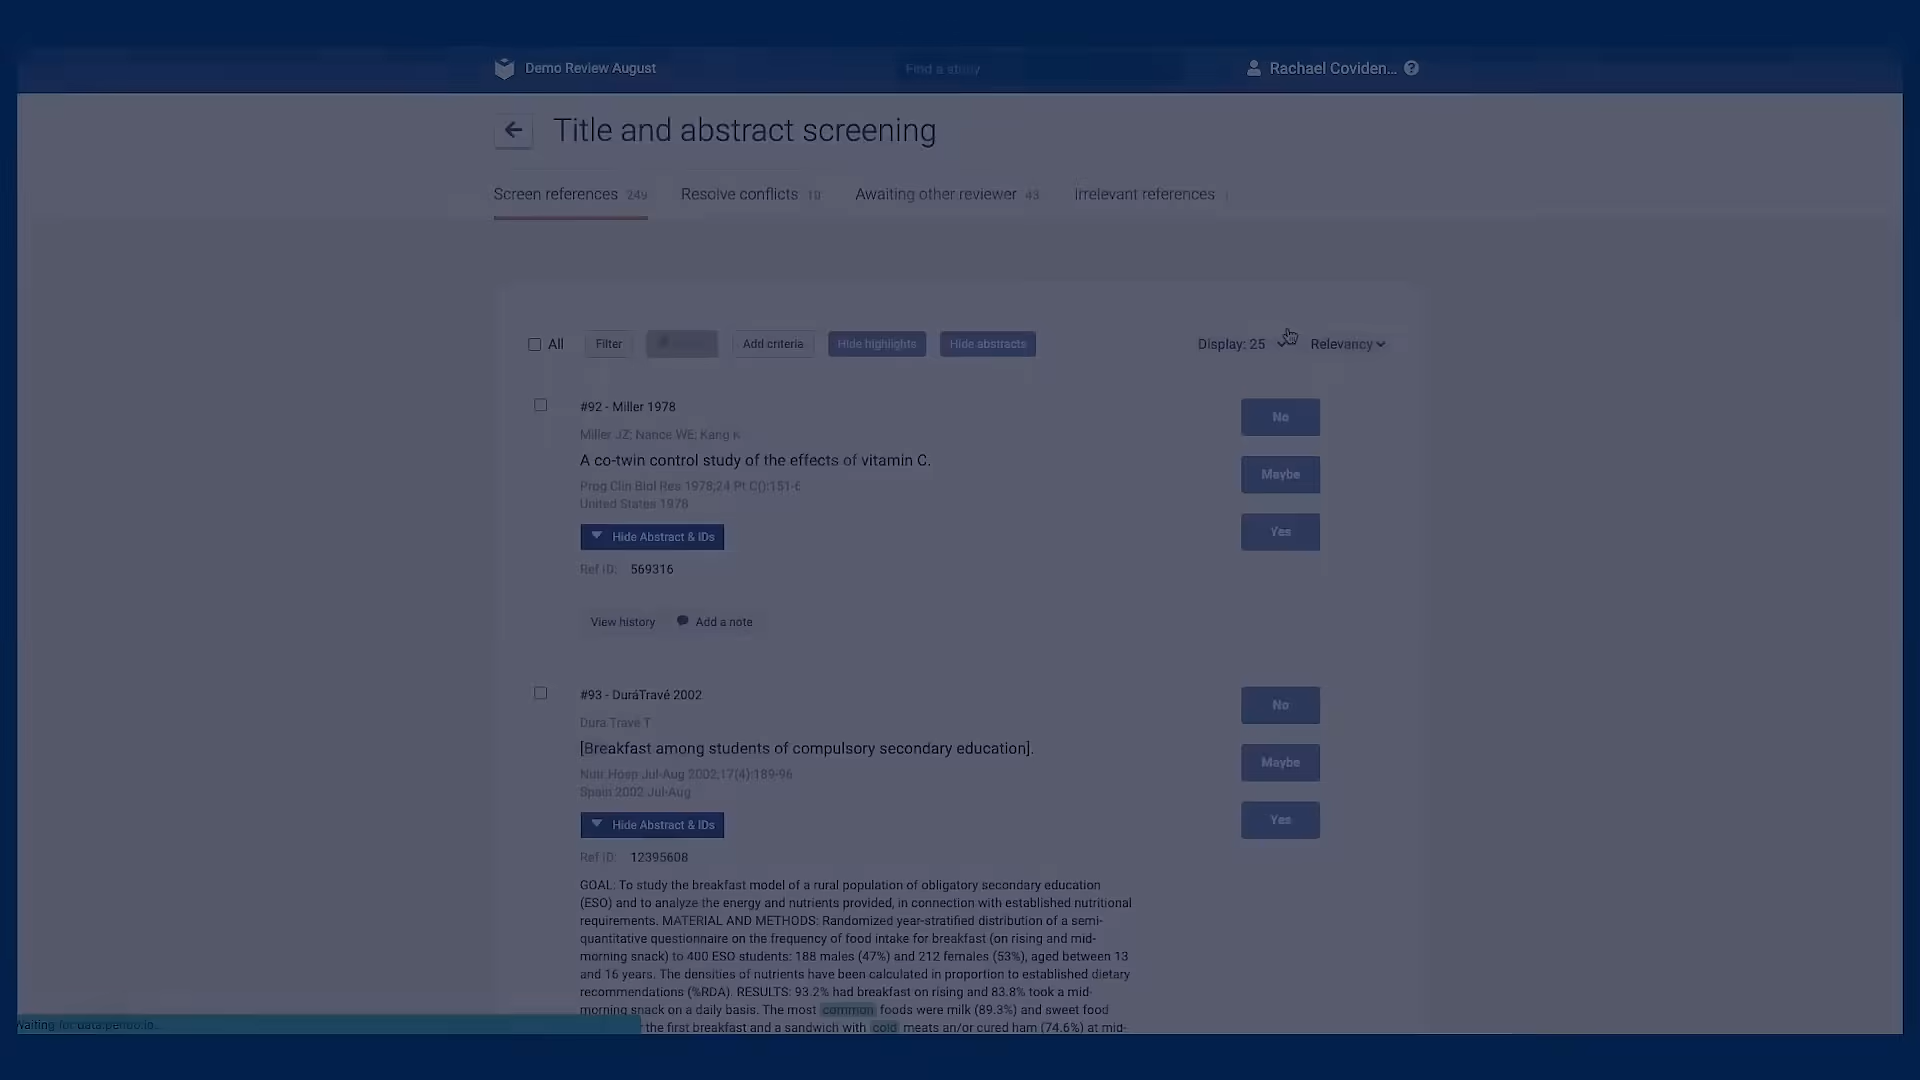 Demo Review August
Find a study
Rachael Coviden...
Title and abstract screening
Screen references 249
Resolve conflicts 10
Awaiting other reviewer 43
Irrelevant references
All
Filter
Add criteria
Hide highlights
Hide abstracts
Display: 25
Relevancy
#92 - Miller 1978
Miller JZ; Nance WE; Kang K
A co-twin control study of the effects of vitamin C.
Prog Clin Biol Res 1978;24 Pt C():151-6
United States 1978
Hide Abstract & IDs
Ref ID: 569316
View history
Add a note
No
Maybe
Yes
#93 - DuráTravé 2002
Dura Trave T
[Breakfast among students of compulsory secondary education].
Nutr Hosp Jul-Aug 2002;17(4):189-96
Spain 2002 Jul-Aug
Hide Abstract & IDs
Ref ID: 12395608
No
Maybe
Yes
GOAL: To study the breakfast model of a rural population of obligatory secondary education
(ESO) and to analyze the energy and nutrients provided, in connection with established nutritional
requirements. MATERIAL AND METHODS: Randomized year-stratified distribution of a semi-
quantitative questionnaire on the frequency of food intake for breakfast (on rising and mid-
morning snack) to 400 ESO students: 188 males (47%) and 212 females (53%), aged between 13
and 16 years. The densities of nutrients have been calculated in proportion to established dietary
recommendations (%RDA). RESULTS: 93.2% had breakfast on rising and 83.8% took a mid-
morning snack on a daily basis. The most common foods were milk (89.3%) and sweet food
the first breakfast and a sandwich with cold meats an/or cured ham (74.6%) at mid-
Waiting for data.pendo.io...